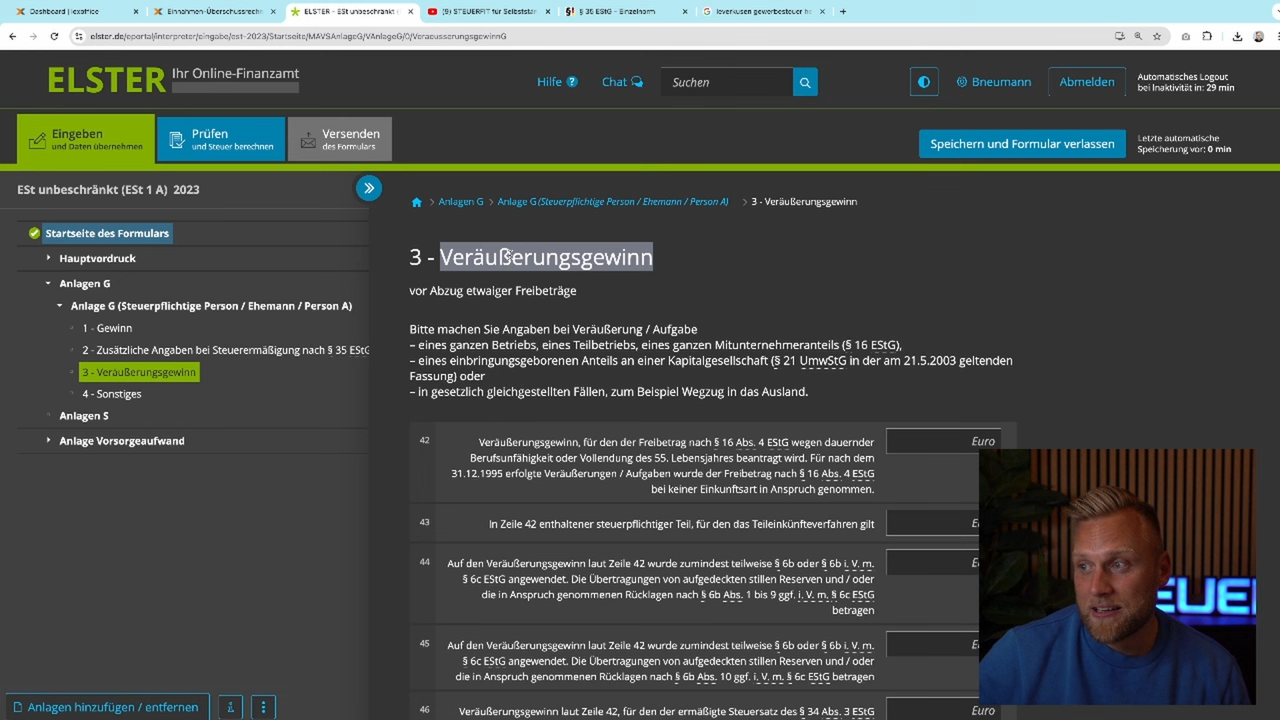 Dashboard | lexoffice
Einnahmen-Überschussrechn
ELSTER - ESt unbeschränkt (
(9) STEUERFIT für Selbststän
§ 35 EStG - Einzelnorm
leverkusen gewerbesteuer he
elster.de/eportal/interpreter/eingabe/est-2023/Startseite/MAVSAnlageG/VAnlageG/0/VeraeusserungsgewinnG
ELSTER
Ihr Online-Finanzamt
Hilfe ?
Chat
Suchen
Bneumann
Abmelden
Automatisches Logout
bei Inaktivität in: 29 min
Eingeben
und Daten übernehmen
Prüfen
und Steuer berechnen
Versenden
des Formulars
Speichern und Formular verlassen
Letzte automatische
Speicherung vor: 0 min
ESt unbeschränkt (ESt 1 A) 2023
Startseite des Formulars
Hauptvordruck
Anlagen G
Anlage G (Steuerpflichtige Person / Ehemann / Person A)
1 - Gewinn
2 - Zusätzliche Angaben bei Steuerermäßigung nach § 35 EStG
3 - Veräußerungsgewinn
4 - Sonstiges
Anlagen S
Anlage Vorsorgeaufwand
Anlagen hinzufügen / entfernen
Anlagen G > Anlage G (Steuerpflichtige Person / Ehemann / Person A) > 3 - Veräußerungsgewinn
3 - Veräußerungsgewinn
vor Abzug etwaiger Freibeträge
Bitte machen Sie Angaben bei Veräußerung / Aufgabe
– eines ganzen Betriebs, eines Teilbetriebs, eines ganzen Mitunternehmeranteils (§ 16 EStG),
– eines einbringungsgeborenen Anteils an einer Kapitalgesellschaft (§ 21 UmwStG in der am 21.5.2003 geltenden
Fassung) oder
– in gesetzlich gleichgestellten Fällen, zum Beispiel Wegzug in das Ausland.
42 Veräußerungsgewinn, für den der Freibetrag nach § 16 Abs. 4 EStG wegen dauernder Euro
Berufsunfähigkeit oder Vollendung des 55. Lebensjahres beantragt wird. Für nach dem
31.12.1995 erfolgte Veräußerungen / Aufgaben wurde der Freibetrag nach § 16 Abs. 4 EStG
bei keiner Einkunftsart in Anspruch genommen.
43 In Zeile 42 enthaltener steuerpflichtiger Teil, für den das Teileinkünfteverfahren gilt
44 Auf den Veräußerungsgewinn laut Zeile 42 wurde zumindest teilweise § 6b oder § 6b i. V. m.
§ 6c EStG angewendet. Die Übertragungen von aufgedeckten stillen Reserven und / oder
die in Anspruch genommenen Rücklagen nach § 6b Abs. 1 bis 9 ggf. i. V. m. § 6c EStG
betragen
45 Auf den Veräußerungsgewinn laut Zeile 42 wurde zumindest teilweise § 6b oder § 6b i. V. m.
§ 6c EStG angewendet. Die Übertragungen von aufgedeckten stillen Reserven und / oder
die in Anspruch genommenen Rücklagen nach § 6b Abs. 10 ggf. i. V. m. § 6c EStG betragen
46 Veräußerungsgewinn laut Zeile 42, für den der ermäßigte Steuersatz des § 34 Abs. 3 EStG Euro
EUER